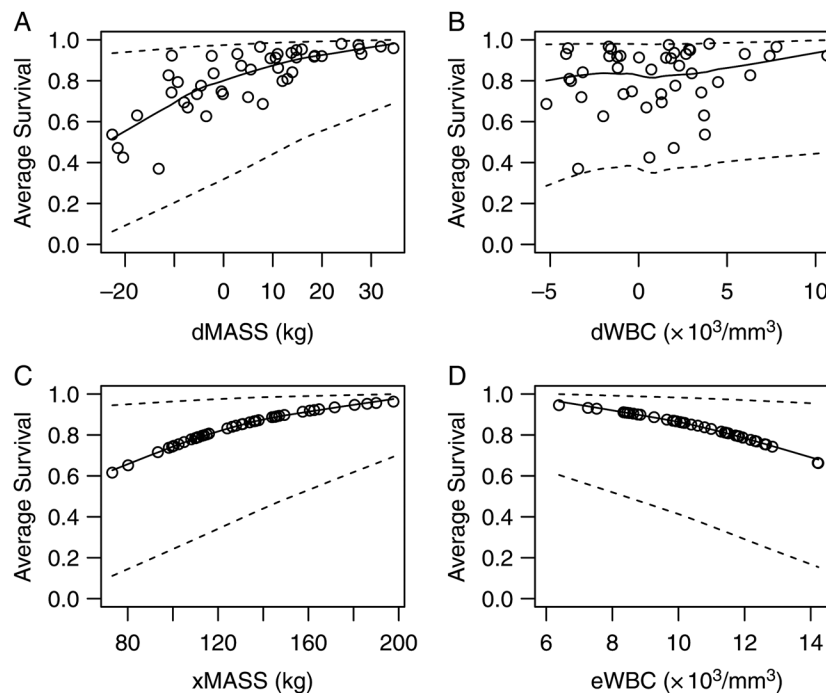 A
Average Survival
1.0
0.8
0.6
0.4
0.2
0.0
−20 0 10 20 30
dMASS (kg)
B
Average Survival
1.0
0.8
0.6
0.4
0.2
0.0
−5 0 5 10
dWBC (×10³/mm³)
C
Average Survival
1.0
0.8
0.6
0.4
0.2
0.0
80 120 160 200
xMASS (kg)
D
Average Survival
1.0
0.8
0.6
0.4
0.2
0.0
6 8 10 12 14
eWBC (×10³/mm³)